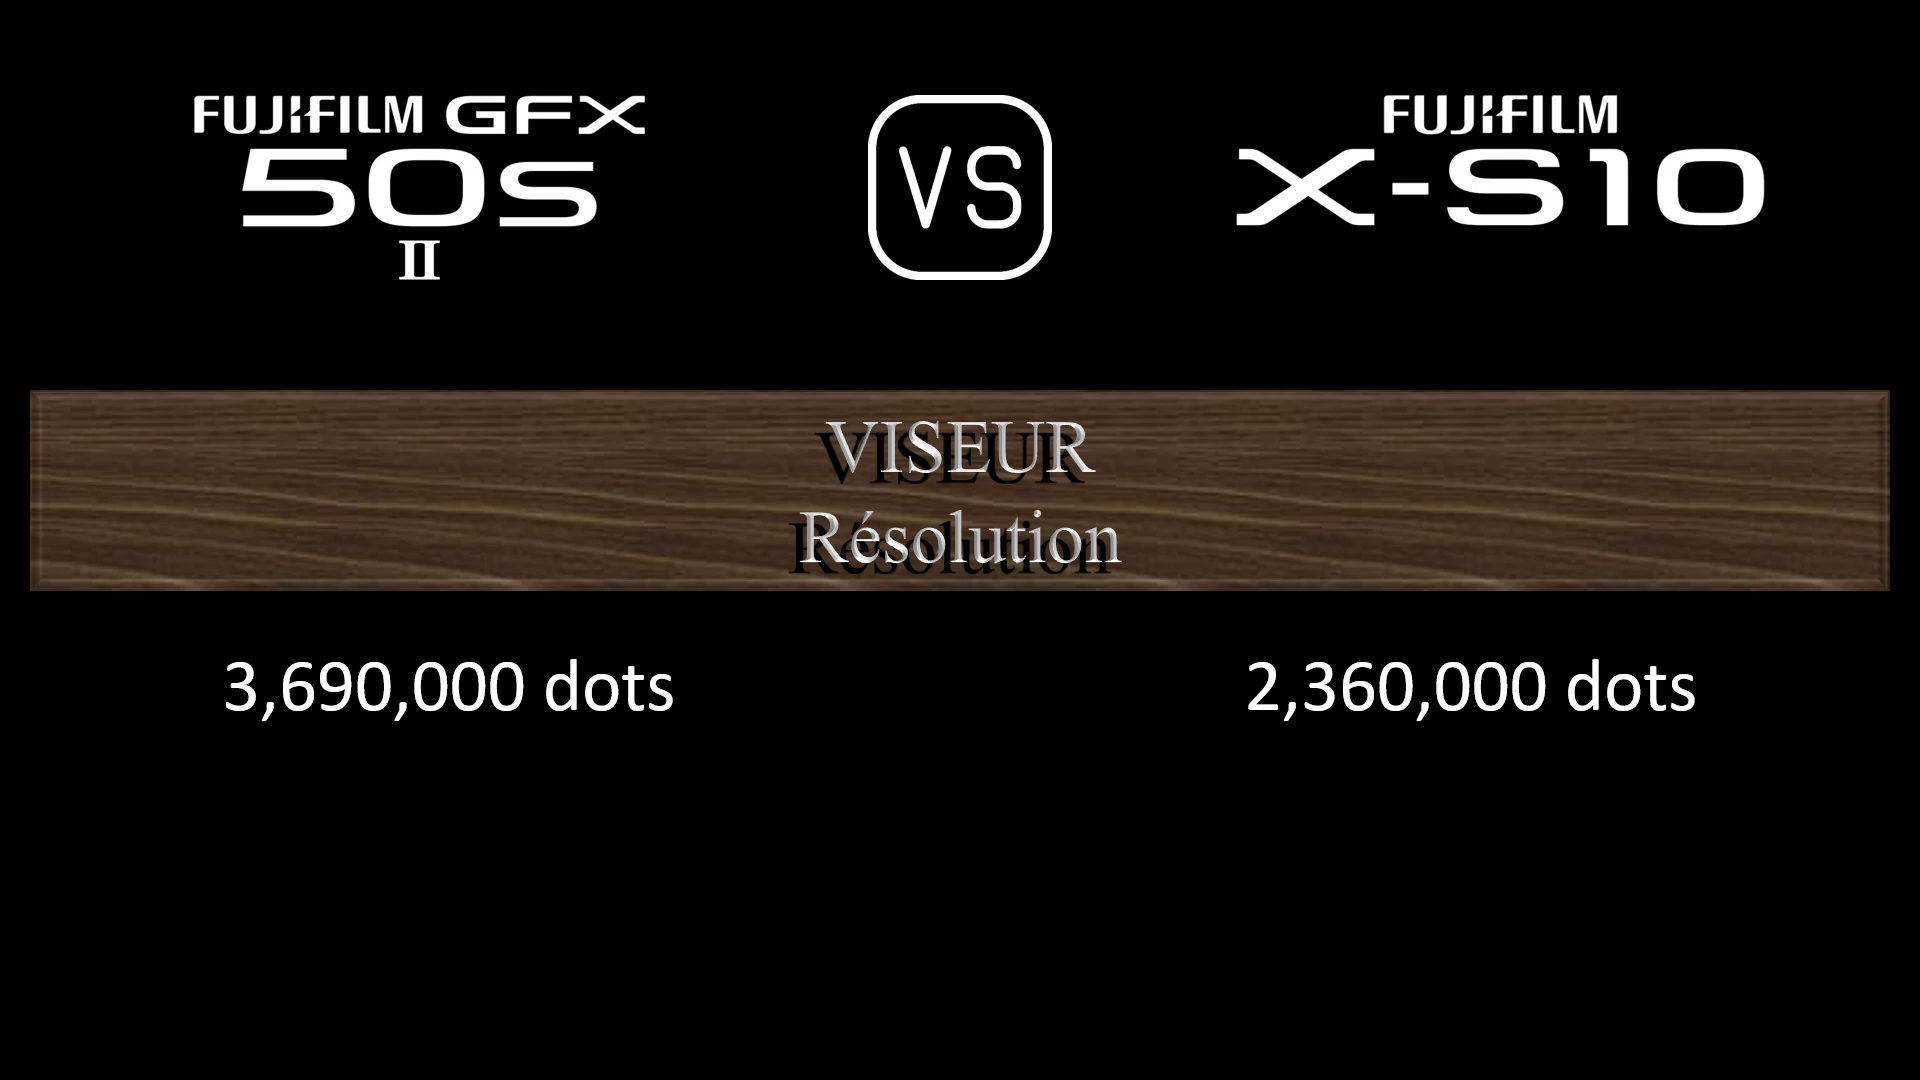 FUJIFILM GFX
50S
II
VS
FUJIFILM
X-S10
VISEUR
Résolution
3,690,000 dots
2,360,000 dots